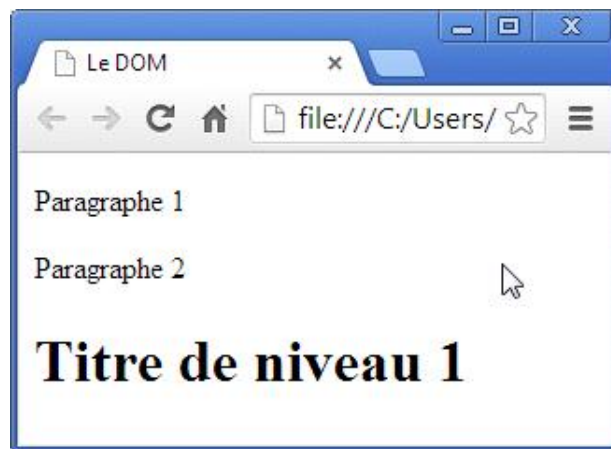 Le DOM
file:///C:/Users/
Paragraphe 1
Paragraphe 2
Titre de niveau 1